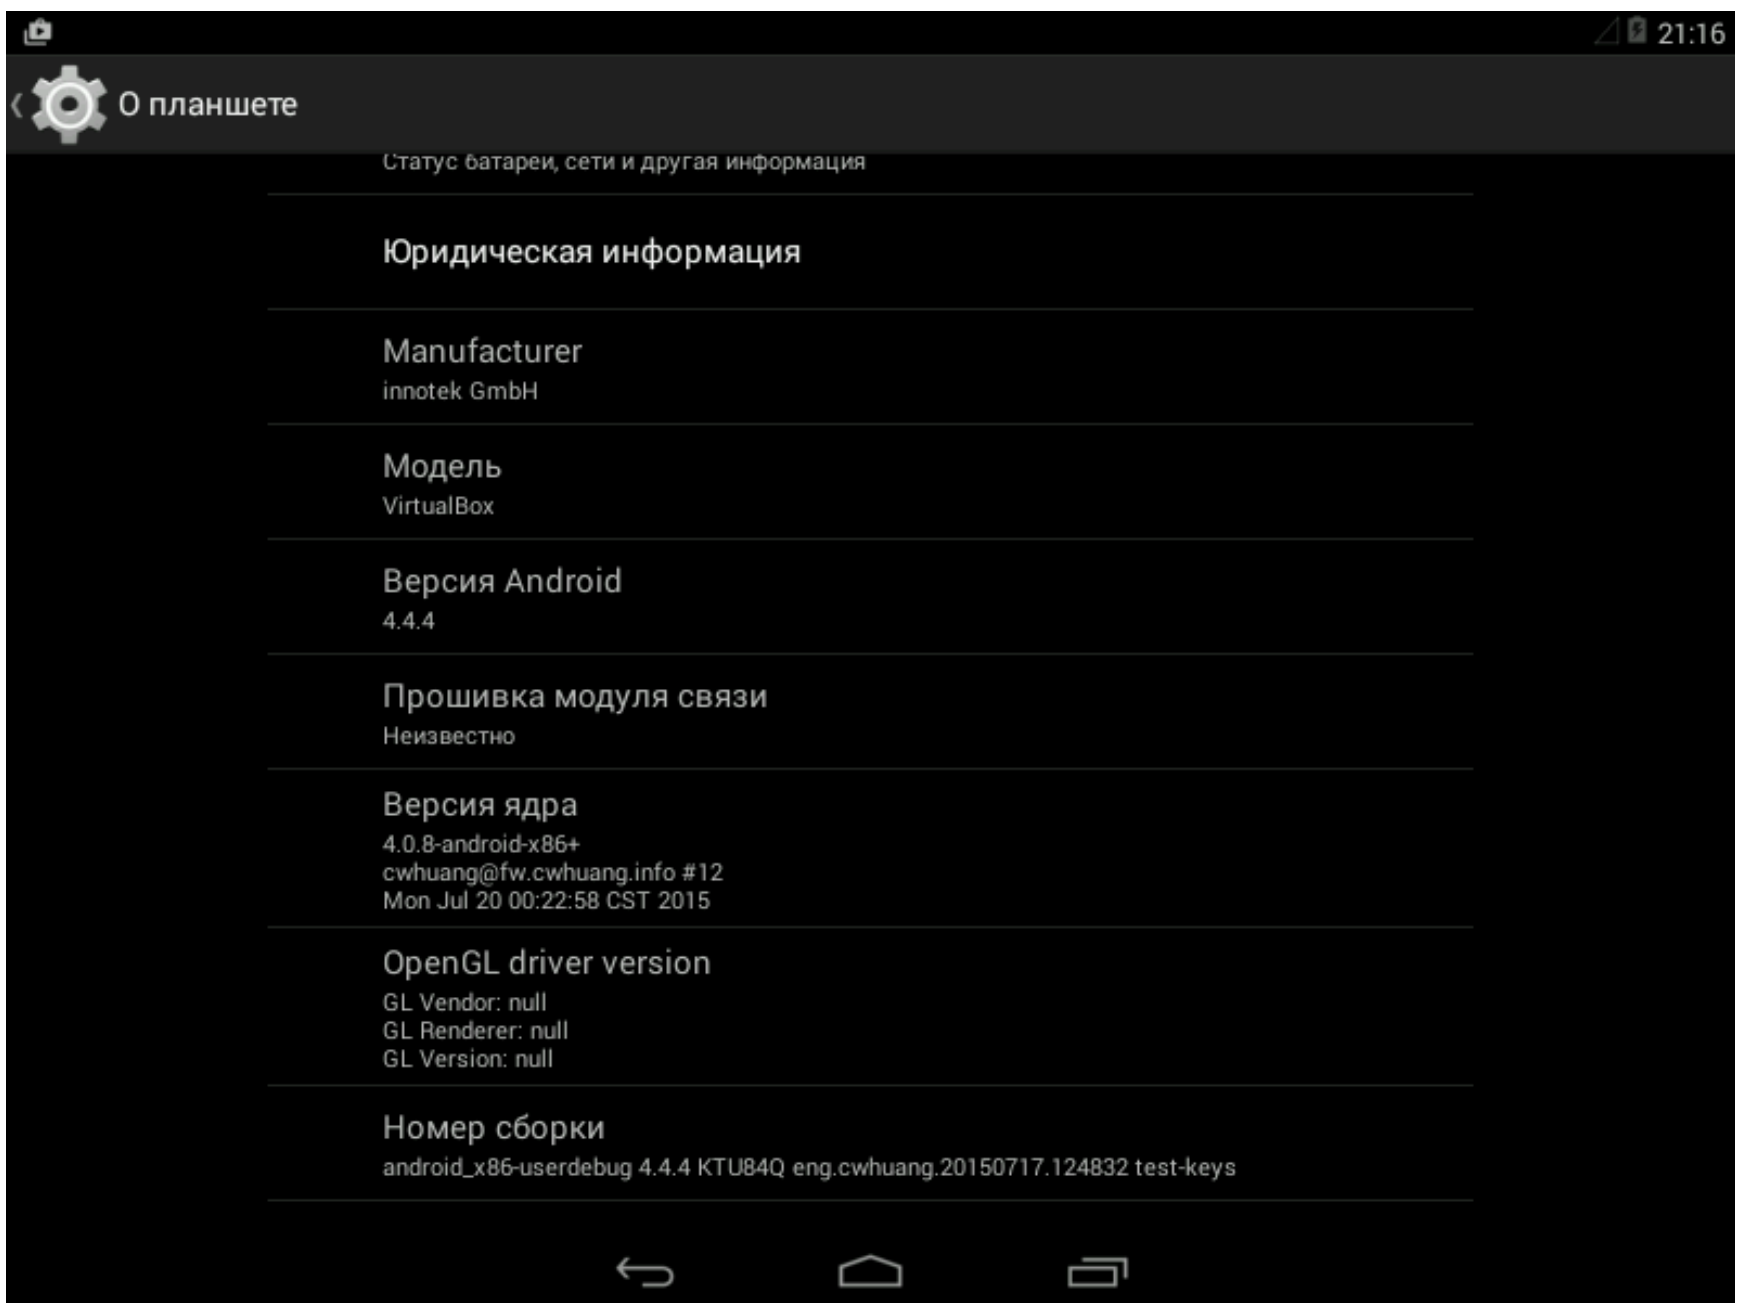 21:16
О планшете
Статус батареи, сети и другая информация
Юридическая информация
Manufacturer
innotek GmbH
Модель
VirtualBox
Версия Android
4.4.4
Прошивка модуля связи
Неизвестно
Версия ядра
4.0.8-android-x86+
cwhuang@fw.cwhuang.info #12
Mon Jul 20 00:22:58 CST 2015
OpenGL driver version
GL Vendor: null
GL Renderer: null
GL Version: null
Номер сборки
android_x86-userdebug 4.4.4 KTU84Q eng.cwhuang.20150717.124832 test-keys